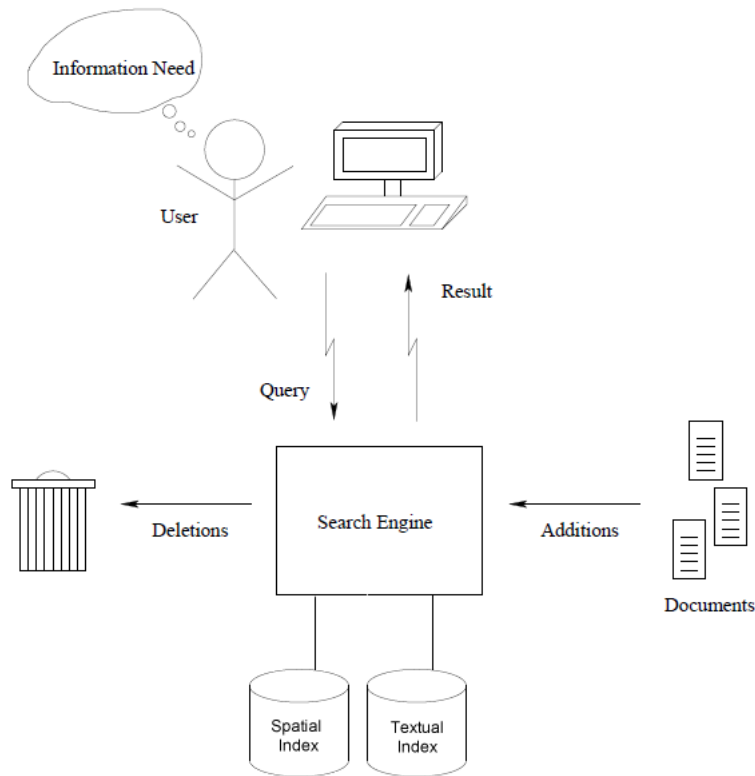 Information Need
User
Result
Query
Deletions
Search Engine
Additions
Documents
Spatial
Index
Textual
Index